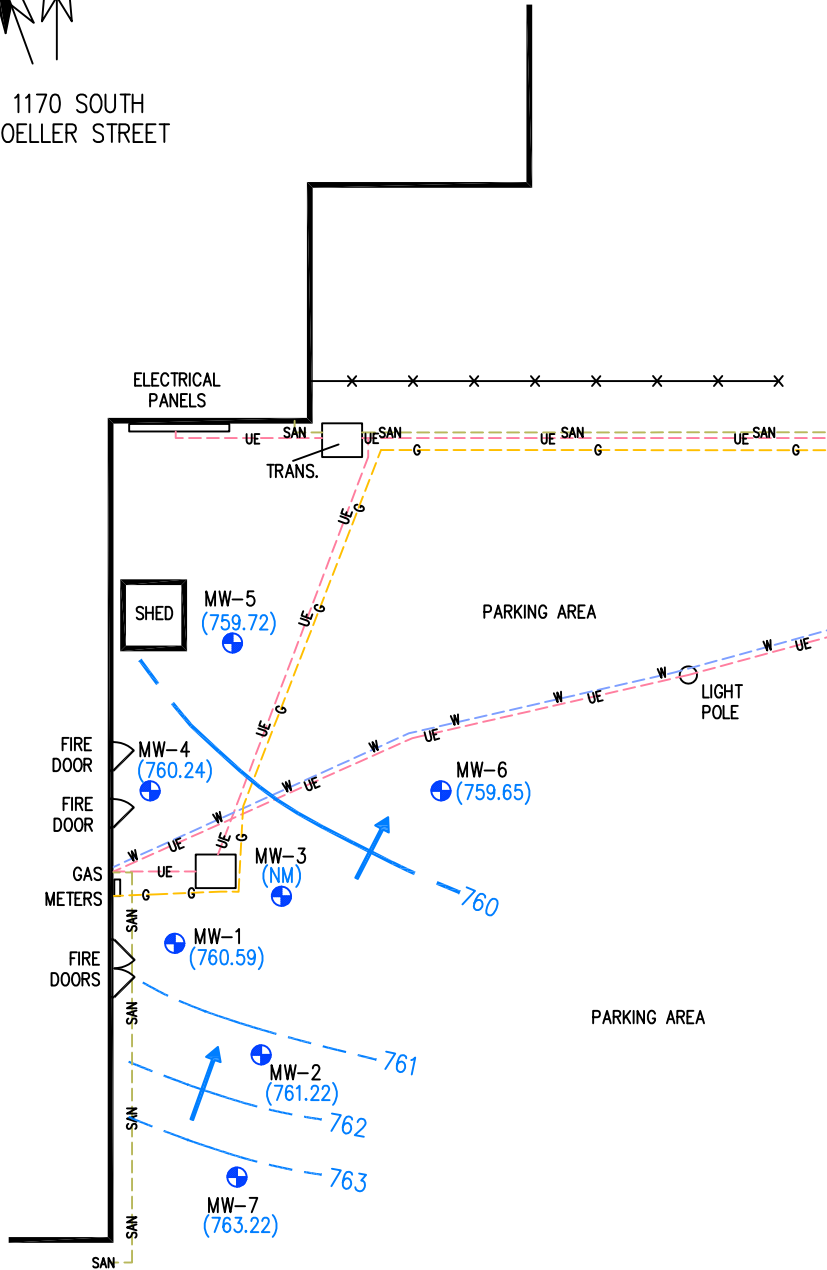 1170 SOUTH
OELLER STREET
ELECTRICAL
PANELS
UE
SAN
UE
SAN
SAN
UE
SAN
UE
G
G
G
TRANS.
UE
G
SHED
MW-5
(759.72)
UE
G
PARKING AREA
W
UE
W
LIGHT
POLE
W
UE
W
UE
W
UE
G
FIRE
DOOR
MW-4
(760.24)
MW-6
(759.65)
W
UE
FIRE
DOOR
W
UE
G
W
UE
GAS
METERS
UE
G
G
MW-3
(NM)
760
SAN
MW-1
(760.59)
FIRE
DOORS
SAN
PARKING AREA
761
MW-2
(761.22)
SAN
762
763
MW-7
(763.22)
SAN
SAN